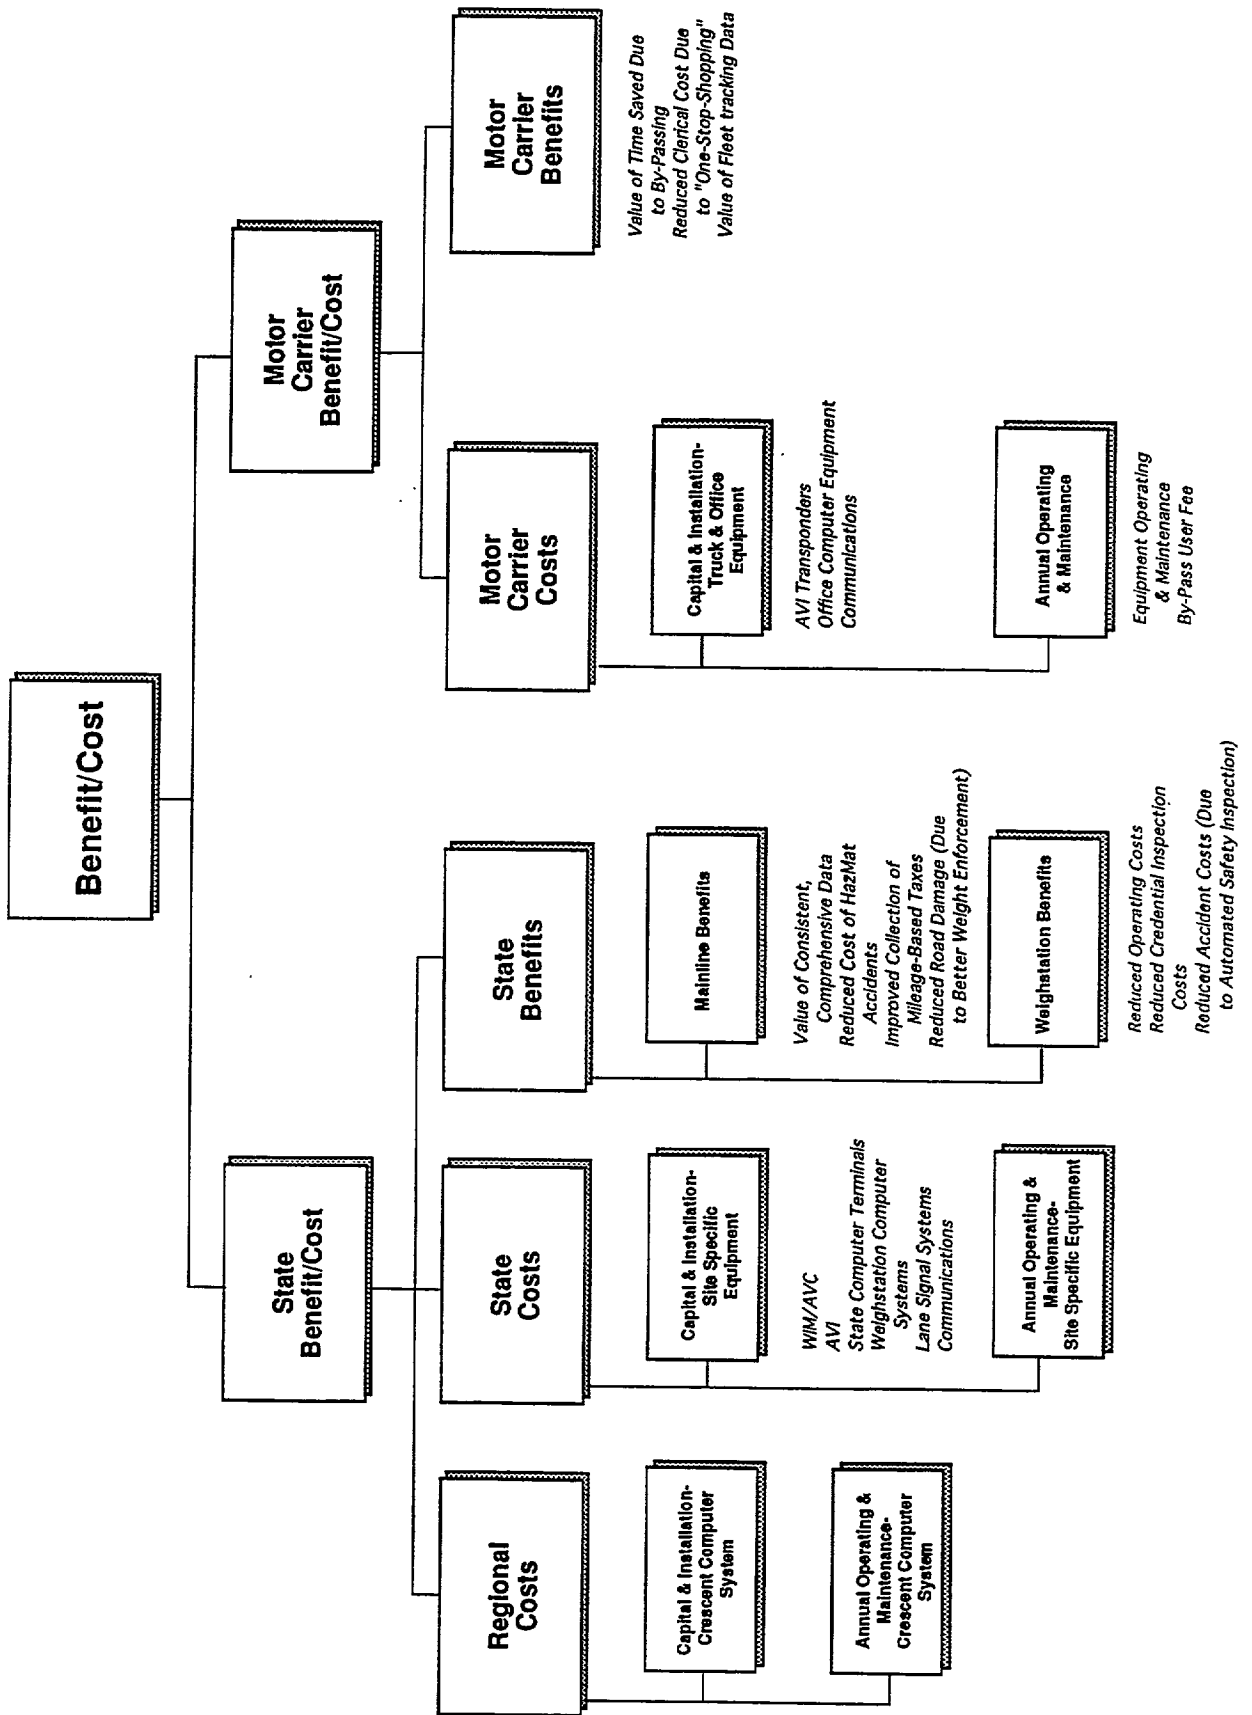 Benefit/Cost
State
Benefit/Cost
Motor
Carrier
Benefit/Cost
Regional
Costs
State
Costs
State
Benefits
Motor
Carrier
Costs
Motor
Carrier
Benefits
Capital & Installation-
Crescent Computer
System
Annual Operating &
Maintenance-
Crescent Computer
System
Capital & Installation-
Site Specific
Equipment
WIM/AVC
AVI
State Computer Terminals
Weighstation Computer
Systems
Lane Signal Systems
Communications
Annual Operating &
Maintenance-
Site Specific Equipment
Mainline Benefits
Value of Consistent,
Comprehensive Data
Reduced Cost of HazMat
Accidents
Improved Collection of
Mileage-Based Taxes
Reduced Road Damage (Due
to Better Weight Enforcement)
Weighstation Benefits
Reduced Operating Costs
Reduced Credential Inspection
Costs
Reduced Accident Costs (Due
to Automated Safety Inspection)
Capital & Installation-
Truck & Office
Equipment
AVI Transponders
Office Computer Equipment
Communications
Annual Operating
& Maintenance
Equipment Operating
& Maintenance
By-Pass User Fee
Value of Time Saved Due
to By-Passing
Reduced Clerical Cost Due
to "One-Stop-Shopping"
Value of Fleet tracking Data